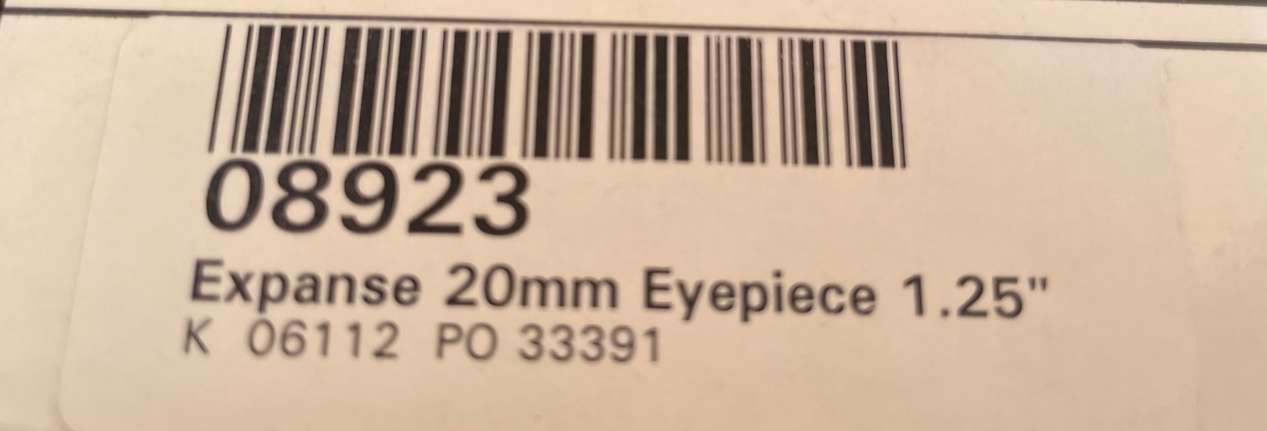 08923
Expanse 20mm Eyepiece 1.25"
K 06112 PO 33391